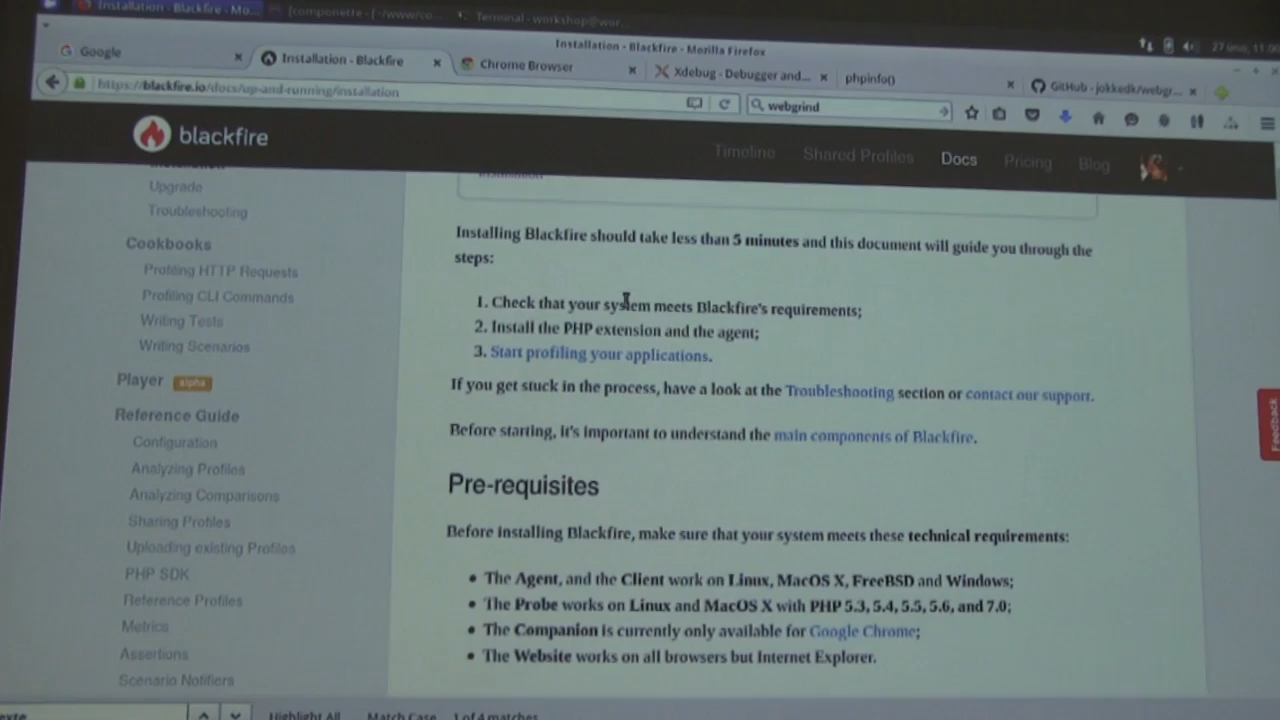 Installation - Blackfire - Mo...
[componette - [~/www/co...
Terminal - workshop@wor...
Installation - Blackfire - Mozilla Firefox
Google
Installation - Blackfire
Chrome Browser
Xdebug - Debugger and...
phpinfo()
GitHub - jokkedk/webgr...
https://blackfire.io/docs/up-and-running/installation
webgrind
blackfire
Timeline
Shared Profiles
Docs
Pricing
Blog
Upgrade
Troubleshooting
Cookbooks
Profiling HTTP Requests
Profiling CLI Commands
Writing Tests
Writing Scenarios
Player alpha
Reference Guide
Configuration
Analyzing Profiles
Analyzing Comparisons
Sharing Profiles
Uploading existing Profiles
PHP SDK
Reference Profiles
Metrics
Assertions
Scenario Notifiers
Installing Blackfire should take less than 5 minutes and this document will guide you through the
steps:
1. Check that your system meets Blackfire's requirements;
2. Install the PHP extension and the agent;
3. Start profiling your applications.
If you get stuck in the process, have a look at the Troubleshooting section or contact our support.
Before starting, it's important to understand the main components of Blackfire.
Pre-requisites
Before installing Blackfire, make sure that your system meets these technical requirements:
• The Agent, and the Client work on Linux, MacOS X, FreeBSD and Windows;
• The Probe works on Linux and MacOS X with PHP 5.3, 5.4, 5.5, 5.6, and 7.0;
• The Companion is currently only available for Google Chrome;
• The Website works on all browsers but Internet Explorer.
Feedback
Highlight All
Match Case
1 of 4 matches